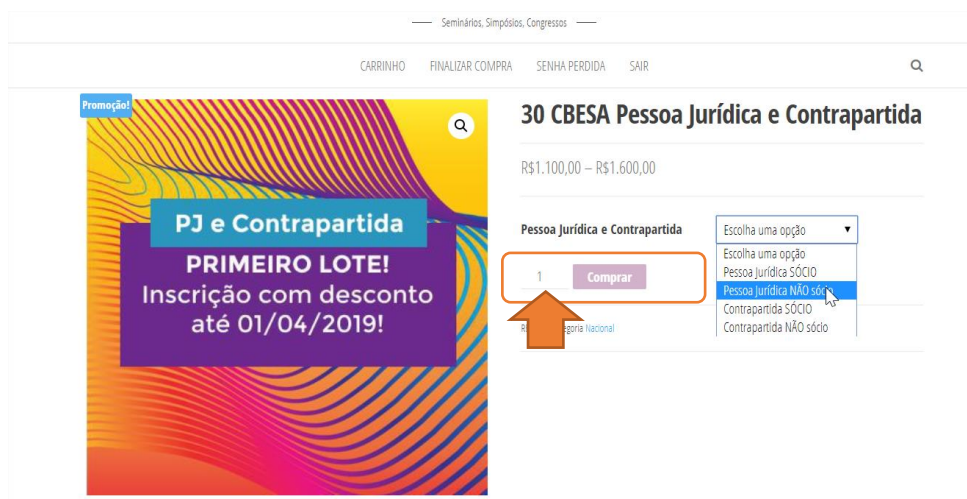 Seminários, Simpósios, Congressos
CARRINHO FINALIZAR COMPRA SENHA PERDIDA SAIR
Promoção!
PJ e Contrapartida
PRIMEIRO LOTE!
Inscrição com desconto
até 01/04/2019!
30 CBESA Pessoa Jurídica e Contrapartida
R$1.100,00 – R$1.600,00
Pessoa Jurídica e Contrapartida
Escolha uma opção
Escolha uma opção
Pessoa Jurídica SÓCIO
Pessoa Jurídica NÃO sócio
Contrapartida SÓCIO
Contrapartida NÃO sócio
1 Comprar
Nacional